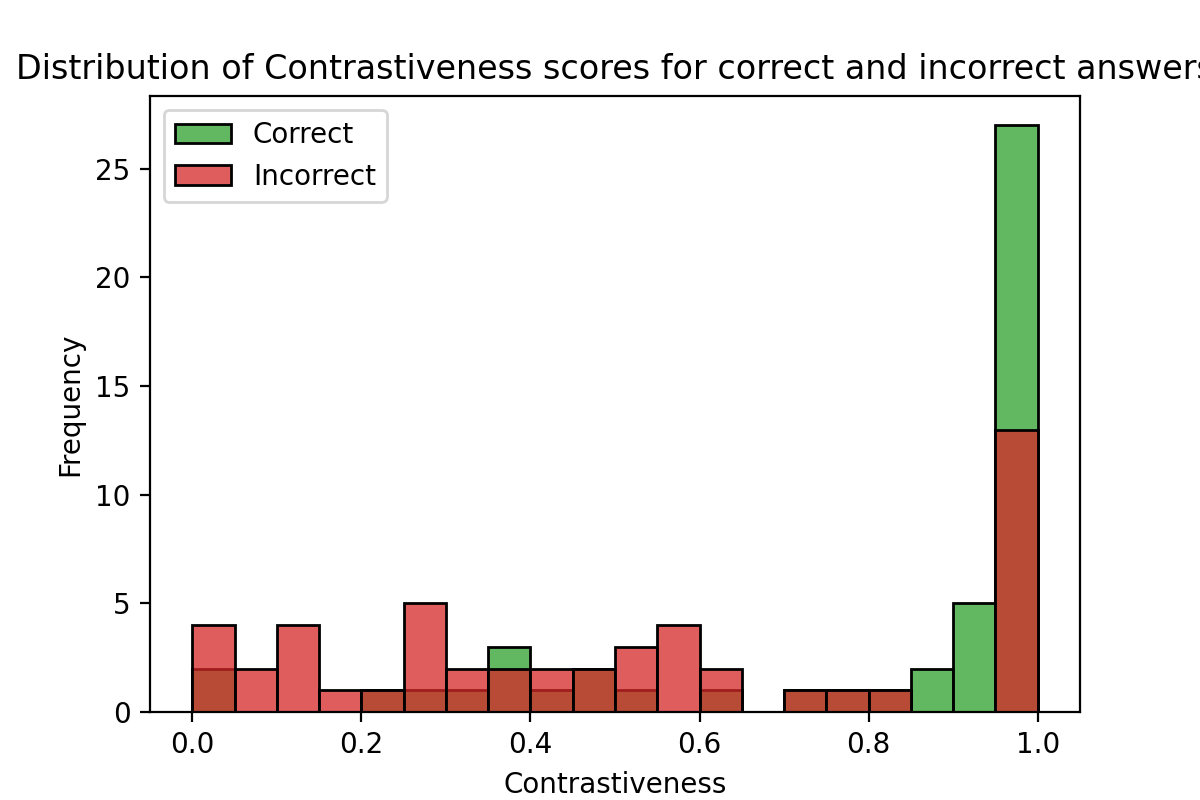 Distribution of Contrastiveness scores for correct and incorrect answers
Correct
Incorrect
25
20
15
10
5
0
Frequency
0.0 0.2 0.4 0.6 0.8 1.0
Contrastiveness